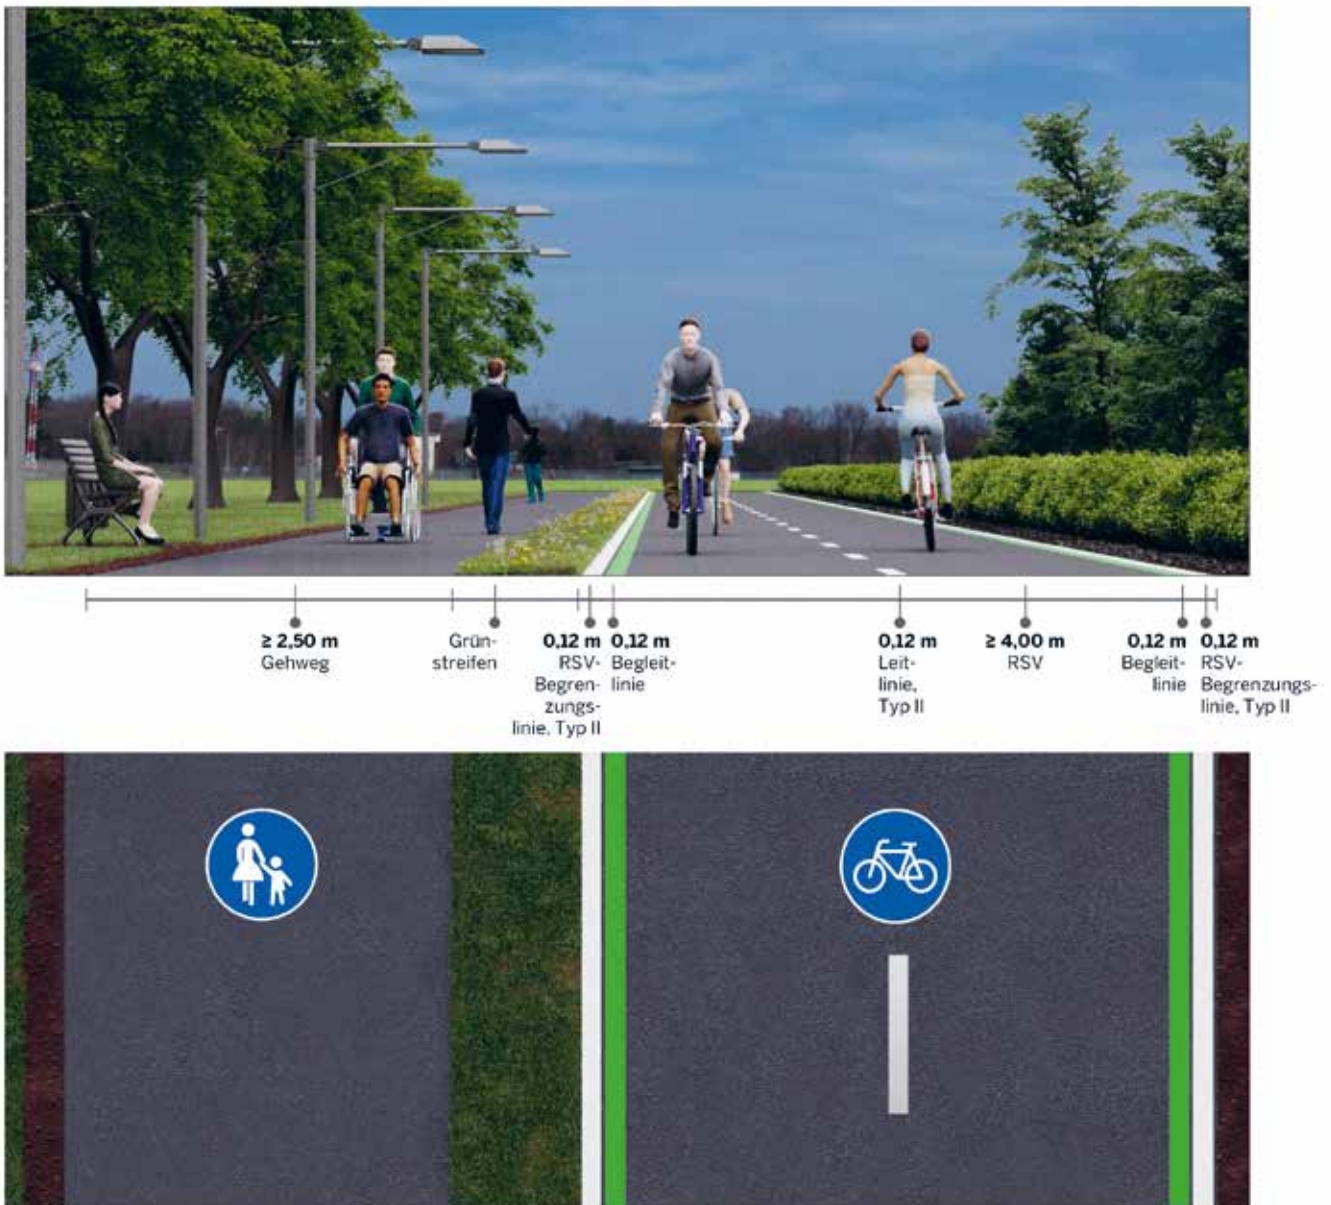 ≥ 2,50 m
Gehweg
Grün-
streifen
0,12 m
RSV-
Begren-
zungs-
linie, Typ II
0,12 m
Begleit-
linie
0,12 m
Leit-
linie,
Typ II
≥ 4,00 m
RSV
0,12 m
Begleit-
linie
0,12 m
RSV-
Begrenzungs-
linie, Typ II